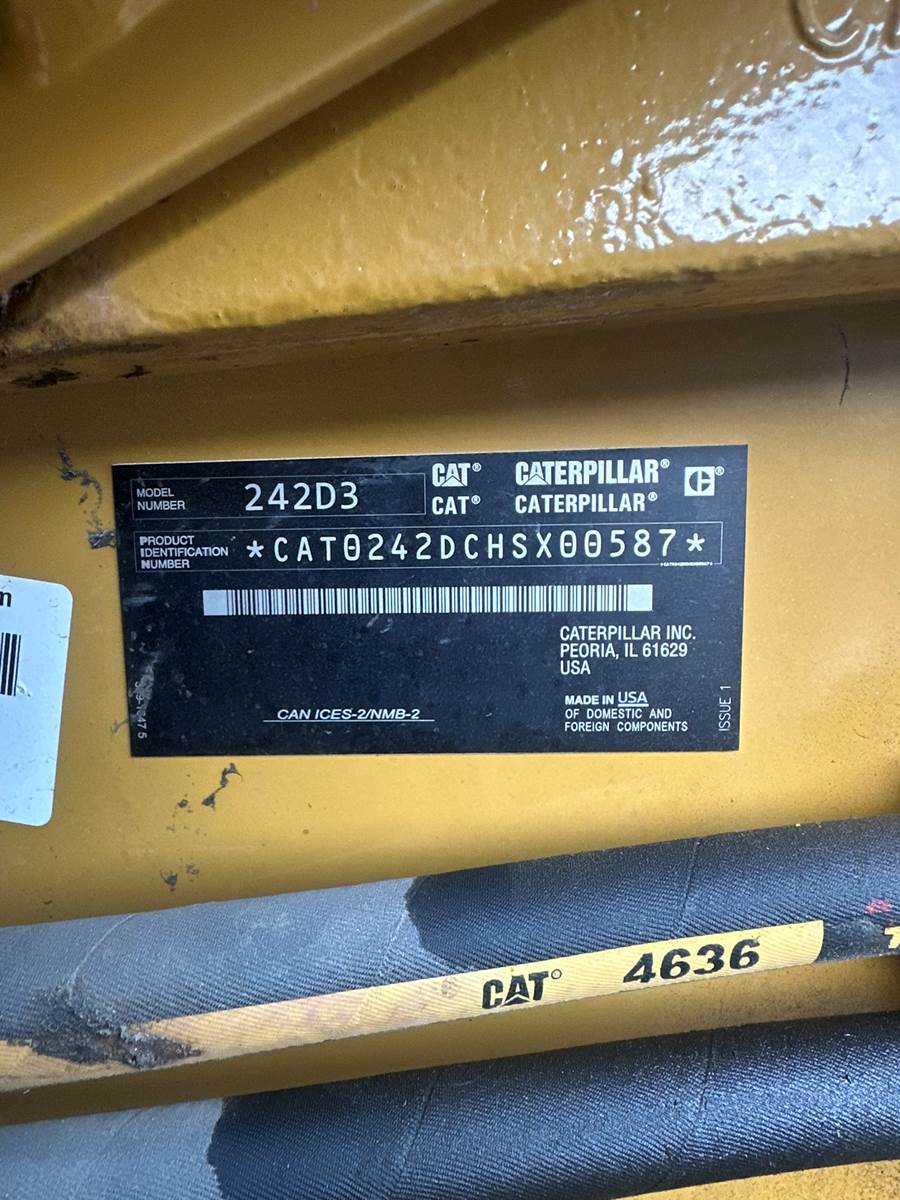 MODEL
NUMBER
242D3
CAT® CATERPILLAR®
CAT® CATERPILLAR®
PRODUCT
IDENTIFICATION
NUMBER
*CAT0242DCHSX00587*
CATERPILLAR INC.
PEORIA, IL 61629
USA
MADE IN USA
OF DOMESTIC AND
FOREIGN COMPONENTS
CAN ICES-2/NMB-2
ISSUE 1
CAT® 4636